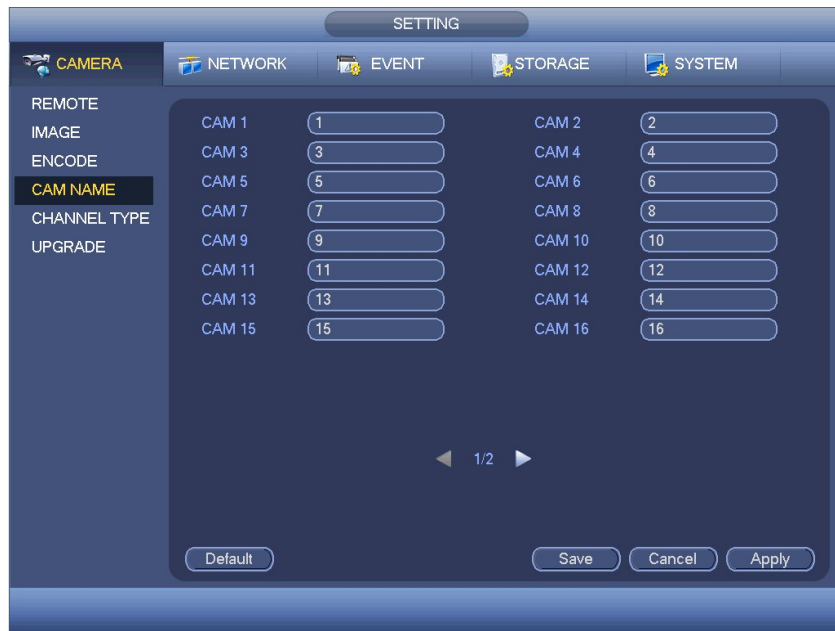 SETTING
CAMERA NETWORK EVENT STORAGE SYSTEM
REMOTE
IMAGE
ENCODE
CAM NAME
CHANNEL TYPE
UPGRADE
CAM 1 1 CAM 2 2
CAM 3 3 CAM 4 4
CAM 5 5 CAM 6 6
CAM 7 7 CAM 8 8
CAM 9 9 CAM 10 10
CAM 11 11 CAM 12 12
CAM 13 13 CAM 14 14
CAM 15 15 CAM 16 16
1/2
Default Save Cancel Apply